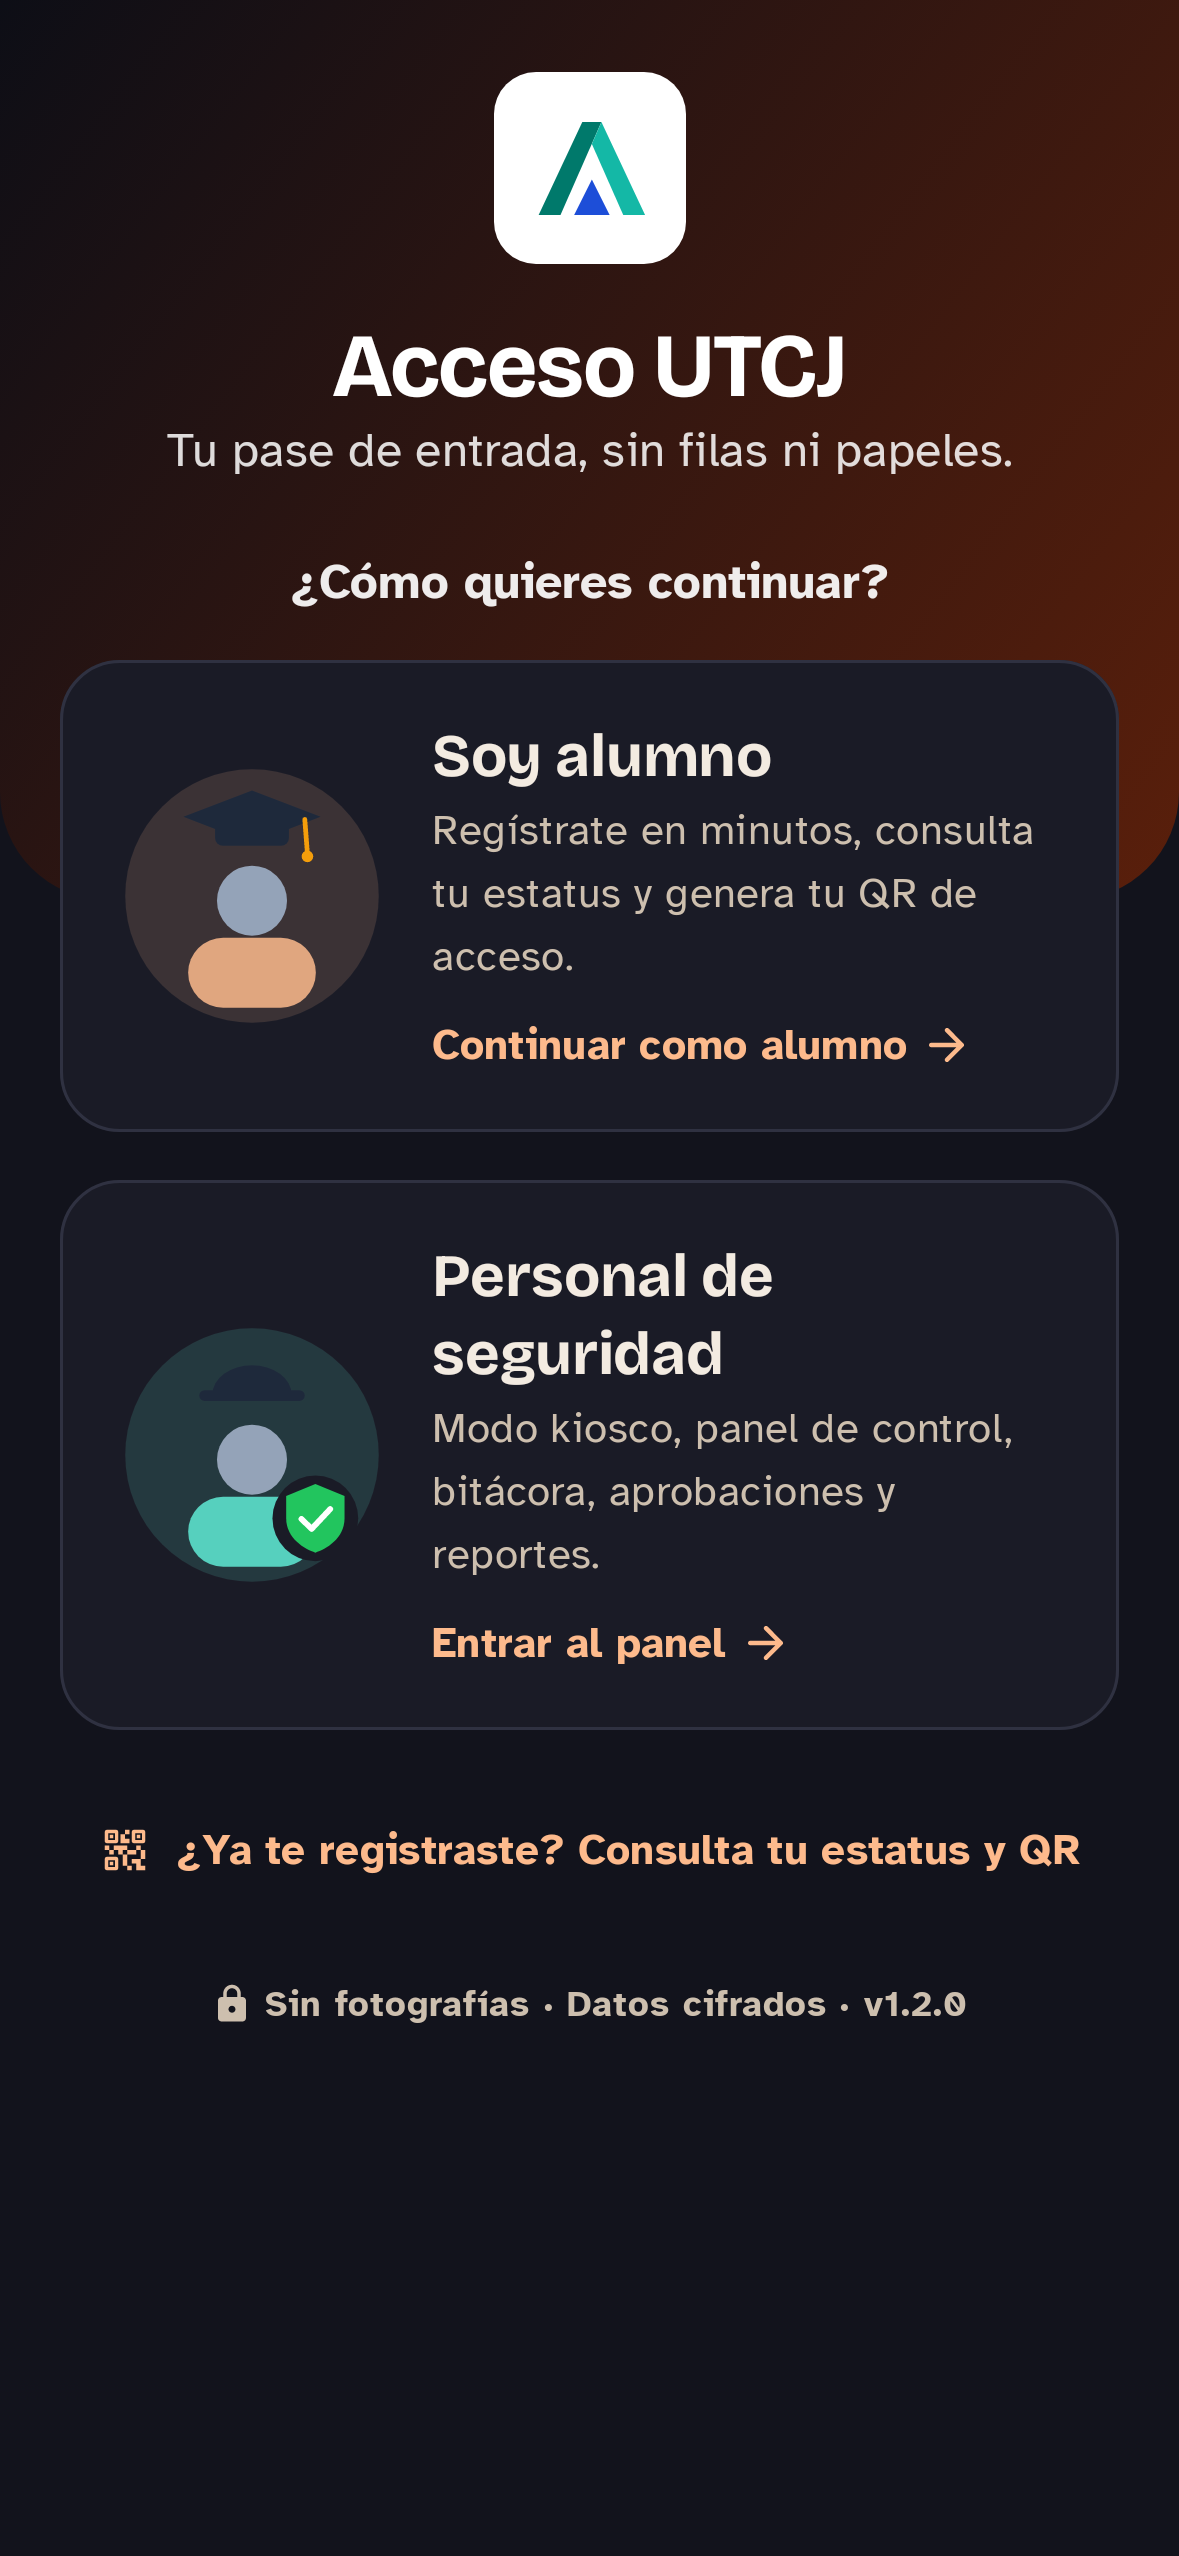 Acceso UTCJ
Tu pase de entrada, sin filas ni papeles.
¿Cómo quieres continuar?
Soy alumno
Regístrate en minutos, consulta
tu estatus y genera tu QR de
acceso.
Continuar como alumno →
Personal de
seguridad
Modo kiosco, panel de control,
bitácora, aprobaciones y
reportes.
Entrar al panel →
¿Ya te registraste? Consulta tu estatus y QR
Sin fotografías · Datos cifrados · v1.2.0